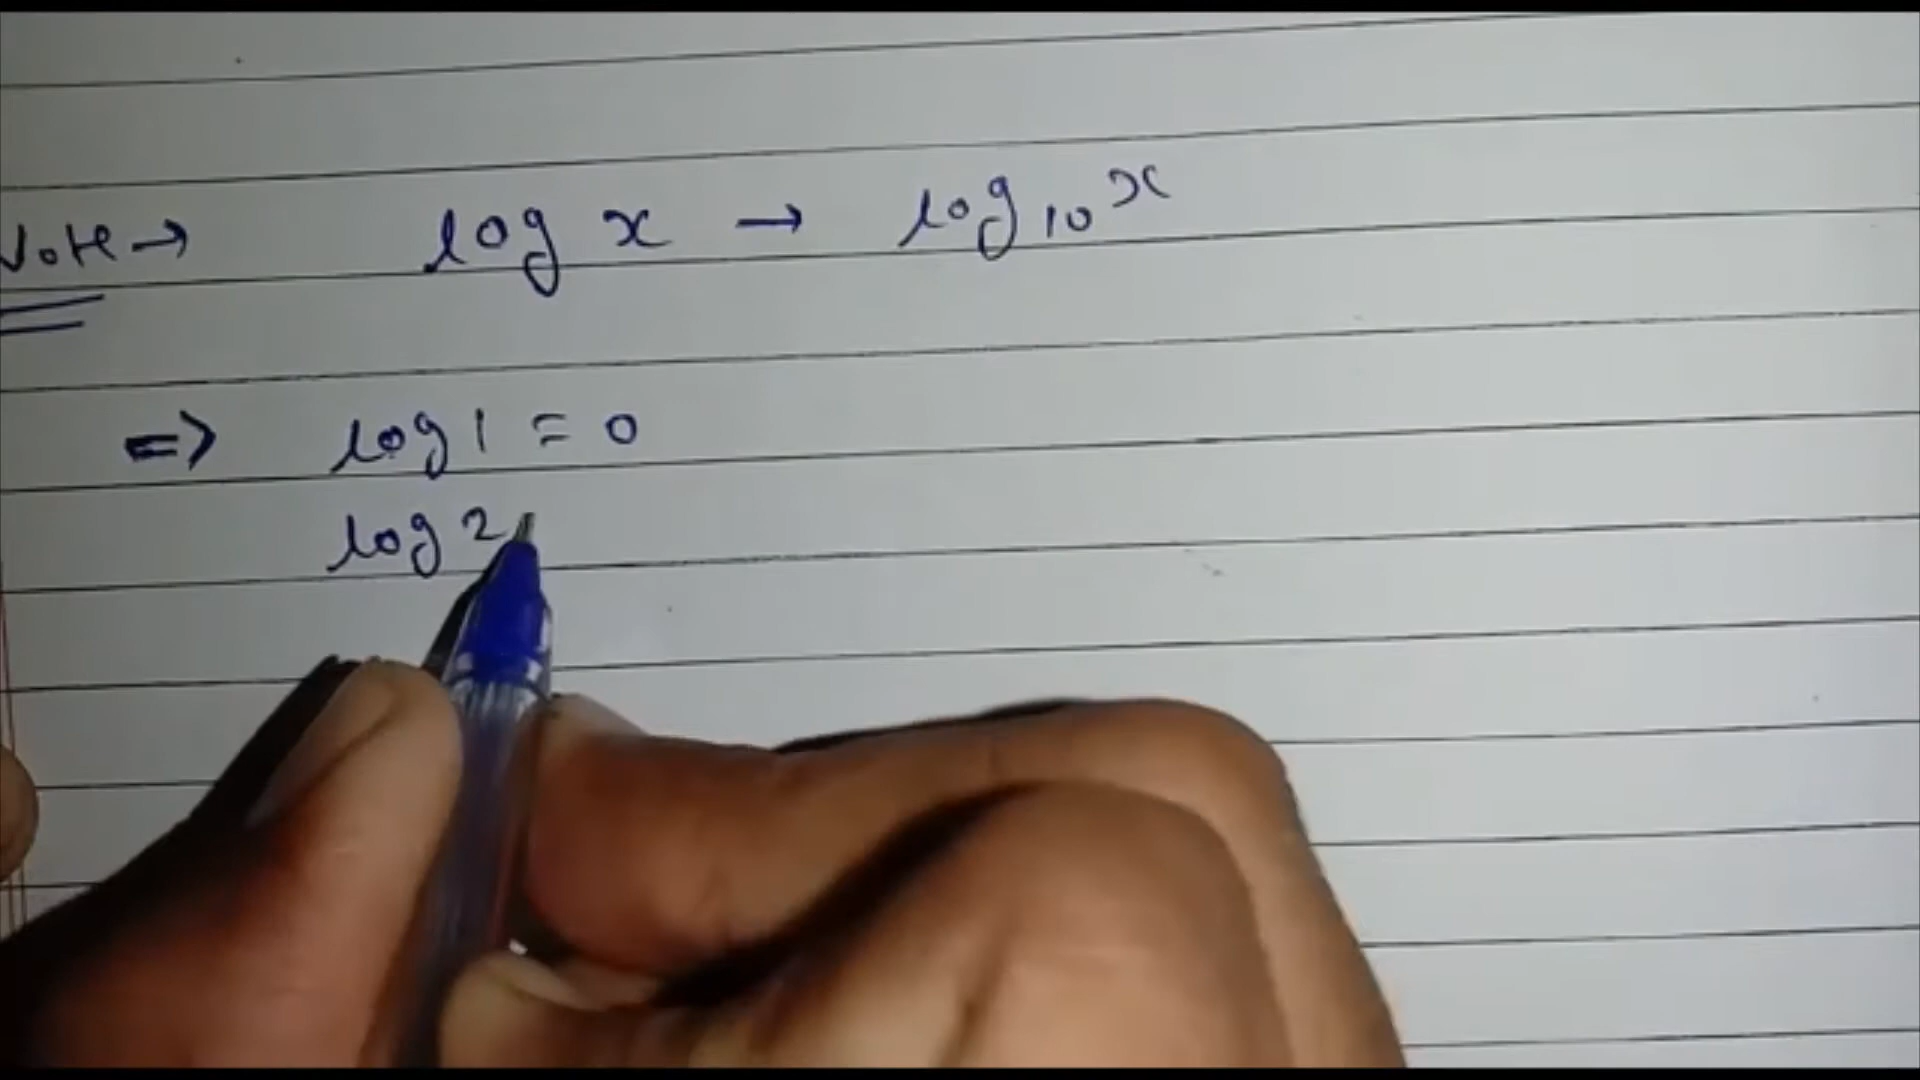 Note → log x → log₁₀x
⇒ log 1 = 0
log 2